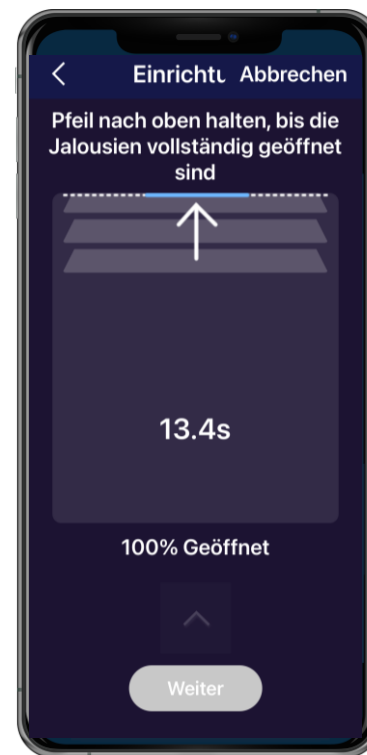 Einrichtu Abbrechen
Pfeil nach oben halten, bis die
Jalousien vollständig geöffnet
sind
13.4s
100% Geöffnet
Weiter